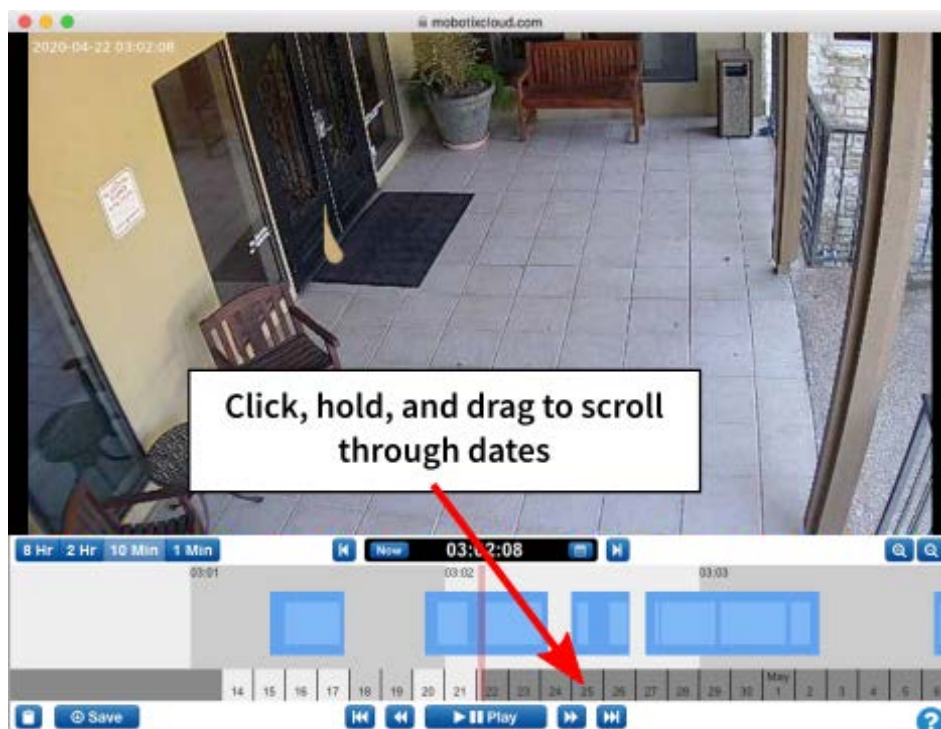 mobotixcloud.com
2020-04-22 03:02:08
Click, hold, and drag to scroll
through dates
8 Hr 2 Hr 10 Min 1 Min Now 03:02:08
03:01 03:02 03:03
14 15 16 17 18 19 20 21 22 23 24 25 26 27 28 29 30 May 1 2 3 4 5 6
Save Play ?